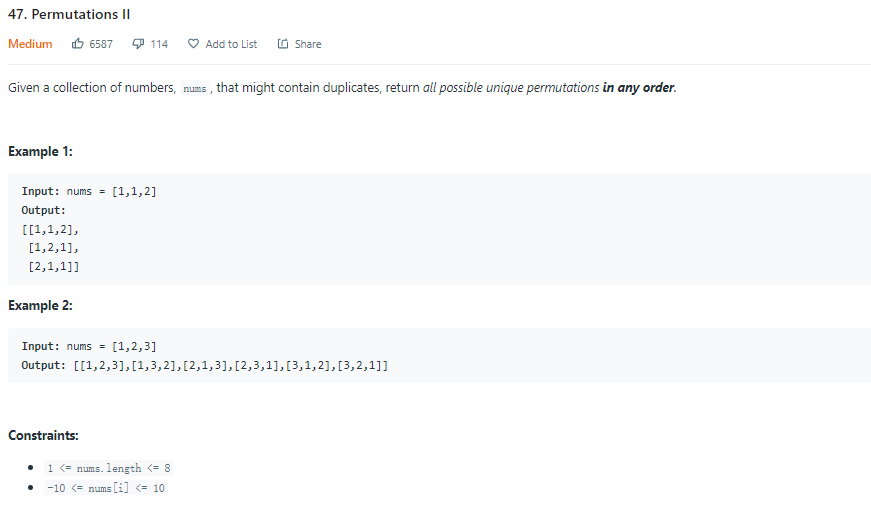 47. Permutations II
Medium 6587 114 Add to List Share
Given a collection of numbers, nums , that might contain duplicates, return all possible unique permutations in any order.
Example 1:
Input: nums = [1,1,2]
Output:
[[1,1,2],
[1,2,1],
[2,1,1]]
Example 2:
Input: nums = [1,2,3]
Output: [[1,2,3],[1,3,2],[2,1,3],[2,3,1],[3,1,2],[3,2,1]]
Constraints:
• 1 <= nums.length <= 8
• -10 <= nums[i] <= 10